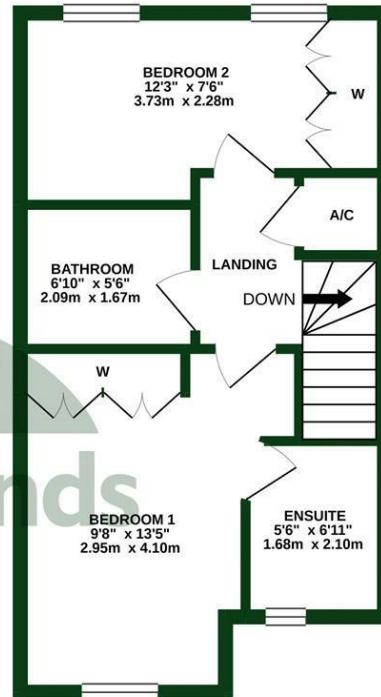 BEDROOM 2
12'3" x 7'6"
3.73m x 2.28m
W
A/C
BATHROOM
6'10" x 5'6"
2.09m x 1.67m
LANDING
DOWN
W
nds
BEDROOM 1
9'8" x 13'5"
2.95m x 4.10m
ENSUITE
5'6" x 6'11"
1.68m x 2.10m